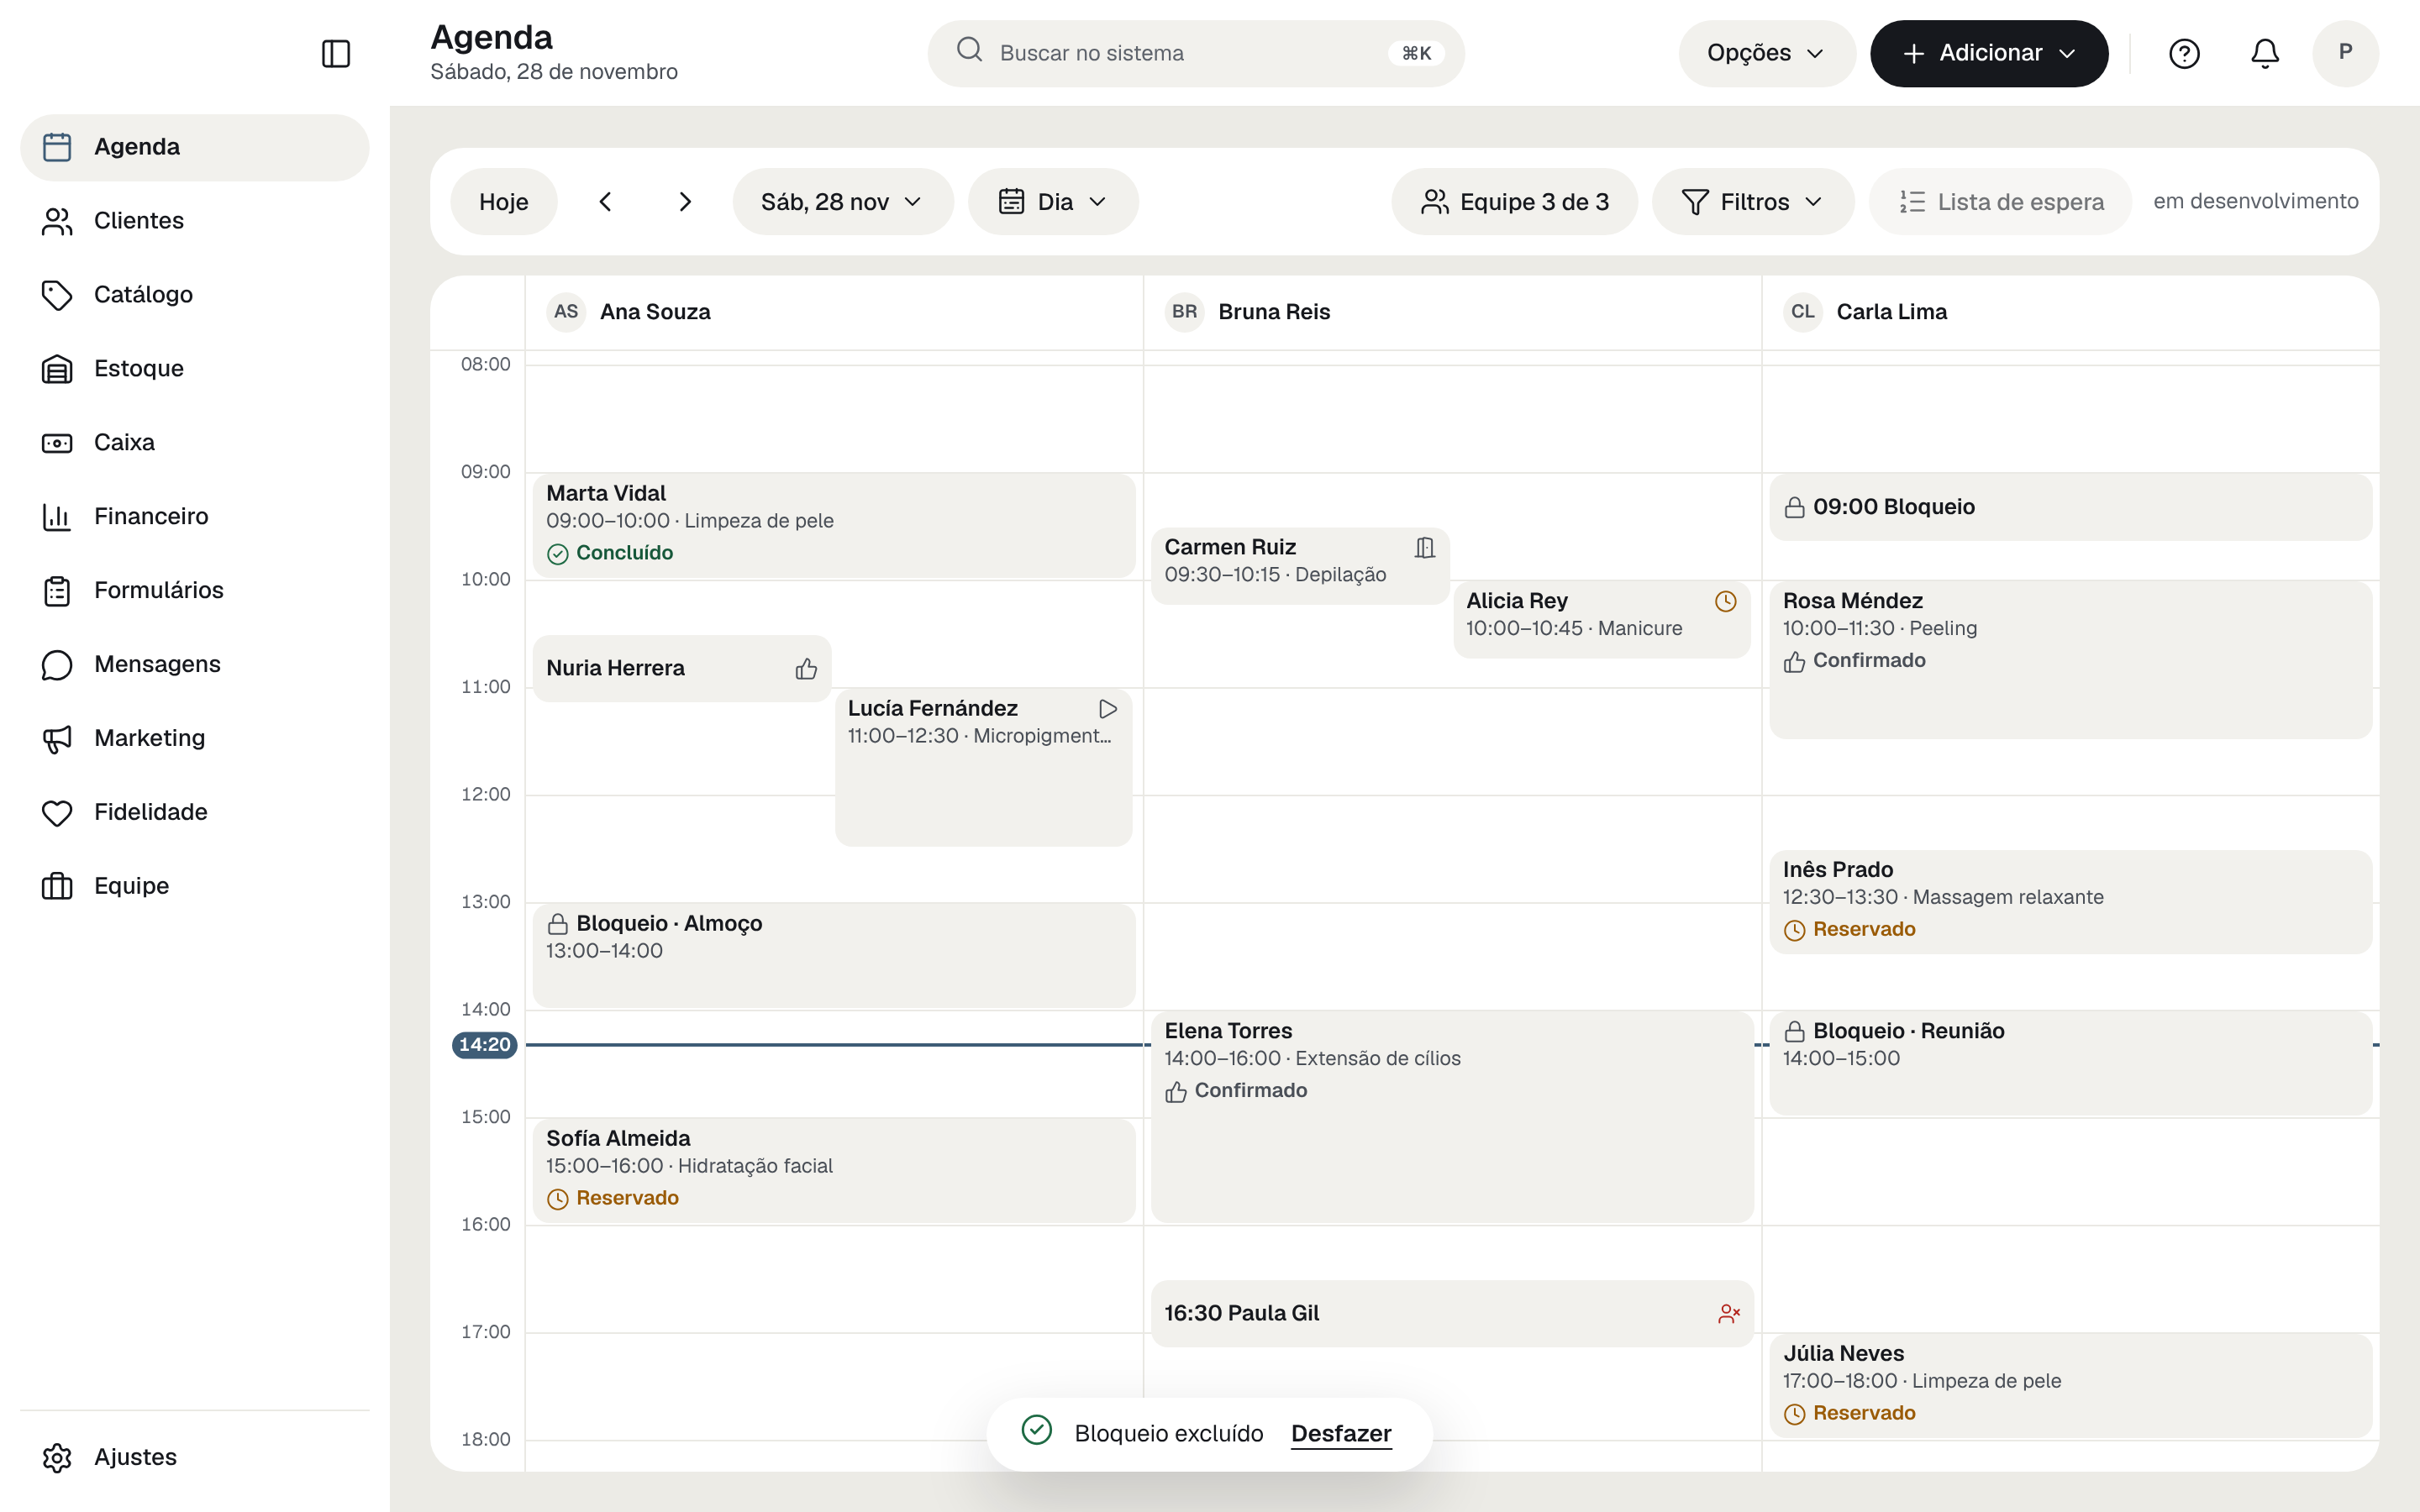 Agenda
Sábado, 28 de novembro
Buscar no sistema
⌘K
Opções
Adicionar
P
Agenda
Clientes
Catálogo
Estoque
Caixa
Financeiro
Formulários
Mensagens
Marketing
Fidelidade
Equipe
Ajustes
Hoje
Sáb, 28 nov
Dia
Equipe 3 de 3
Filtros
Lista de espera
em desenvolvimento
AS Ana Souza
BR Bruna Reis
CL Carla Lima
08:00
09:00
10:00
11:00
12:00
13:00
14:00
14:20
15:00
16:00
17:00
18:00
Marta Vidal
09:00–10:00 · Limpeza de pele
Concluído
Nuria Herrera
Lucía Fernández
11:00–12:30 · Micropigment…
Bloqueio · Almoço
13:00–14:00
Sofía Almeida
15:00–16:00 · Hidratação facial
Reservado
Carmen Ruiz
09:30–10:15 · Depilação
Alicia Rey
10:00–10:45 · Manicure
Elena Torres
14:00–16:00 · Extensão de cílios
Confirmado
16:30 Paula Gil
09:00 Bloqueio
Rosa Méndez
10:00–11:30 · Peeling
Confirmado
Inês Prado
12:30–13:30 · Massagem relaxante
Reservado
Bloqueio · Reunião
14:00–15:00
Júlia Neves
17:00–18:00 · Limpeza de pele
Reservado
Bloqueio excluído Desfazer